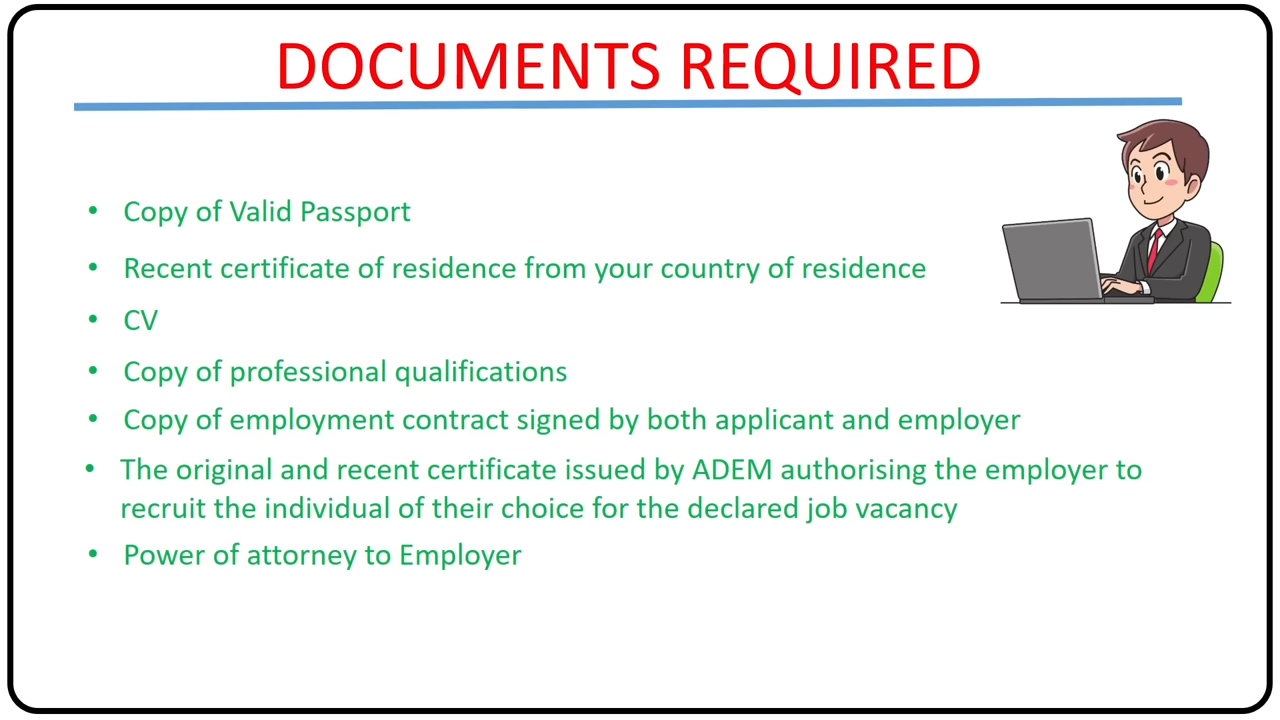 DOCUMENTS REQUIRED
• Copy of Valid Passport
• Recent certificate of residence from your country of residence
• CV
• Copy of professional qualifications
• Copy of employment contract signed by both applicant and employer
• The original and recent certificate issued by ADEM authorising the employer to
recruit the individual of their choice for the declared job vacancy
• Power of attorney to Employer